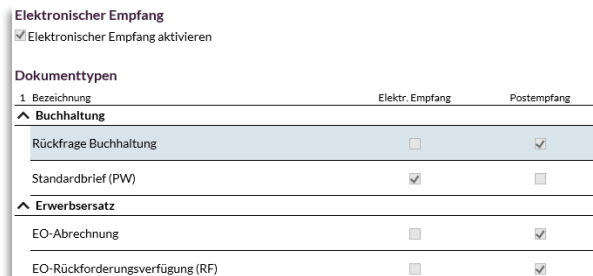 Elektronischer Empfang
Elektronischer Empfang aktivieren
Dokumenttypen
1 Bezeichnung Elektr. Empfang Postempfang
Buchhaltung
Rückfrage Buchhaltung
Standardbrief (PW)
Erwerbsersatz
EO-Abrechnung
EO-Rückforderungsverfügung (RF)